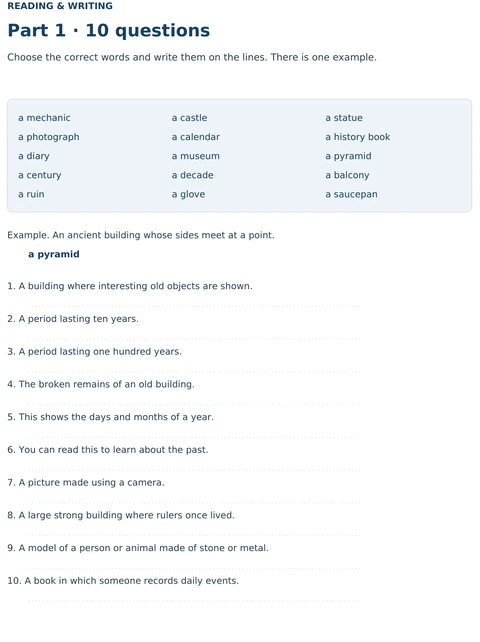 READING & WRITING
Part 1 · 10 questions
Choose the correct words and write them on the lines. There is one example.
a mechanic a castle a statue
a photograph a calendar a history book
a diary a museum a pyramid
a century a decade a balcony
a ruin a glove a saucepan
Example. An ancient building whose sides meet at a point.
a pyramid
1. A building where interesting old objects are shown.
2. A period lasting ten years.
3. A period lasting one hundred years.
4. The broken remains of an old building.
5. This shows the days and months of a year.
6. You can read this to learn about the past.
7. A picture made using a camera.
8. A large strong building where rulers once lived.
9. A model of a person or animal made of stone or metal.
10. A book in which someone records daily events.